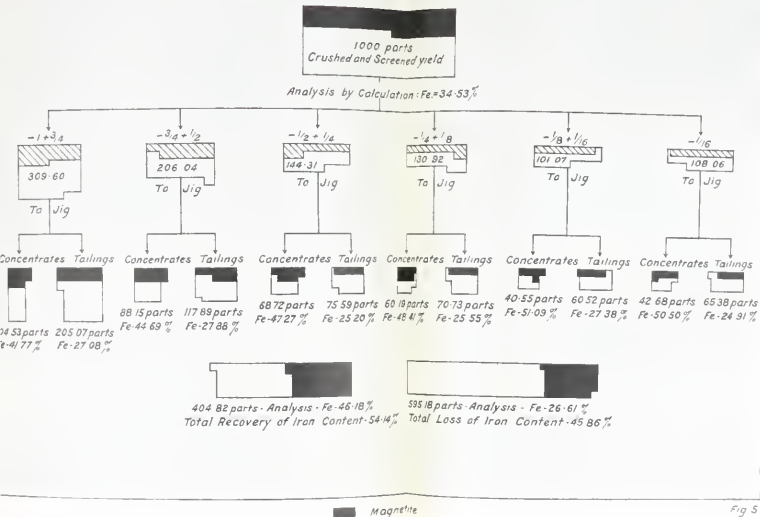 1000 parts
Crushed and Screened yield
Analysis by Calculation: Fe.=34·53%
-1+3/4
-3/4+1/2
-1/2+1/4
-1/4+1/8
-1/8+1/16
-1/16
309·60
206·04
144·31
130·92
101·07
108·06
To Jig
To Jig
To Jig
To Jig
To Jig
To Jig
Concentrates Tailings
Concentrates Tailings
Concentrates Tailings
Concentrates Tailings
Concentrates Tailings
Concentrates Tailings
04 53 parts
Fe-41 77%
205 07 parts
Fe-27 08%
88 15 parts
Fe-44 69%
117 89 parts
Fe-27·88%
68 72 parts
Fe-47·27%
75 59 parts
Fe-25 20%
60 19 parts
Fe-48 41%
70·73 parts
Fe-25 55%
40·55 parts
Fe-51·09%
60 52 parts
Fe-27 38%
42 68 parts
Fe-50 50%
65 38 parts
Fe-24 91%
404 82 parts - Analysis - Fe-46·18%
Total Recovery of Iron Content-54·14%
595 18 parts-Analysis - Fe-26·61%
Total Loss of Iron Content-45 86%
Magnetite
Fig 5